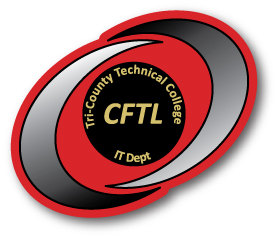 Tri-County Technical College
CFTL
IT Dept